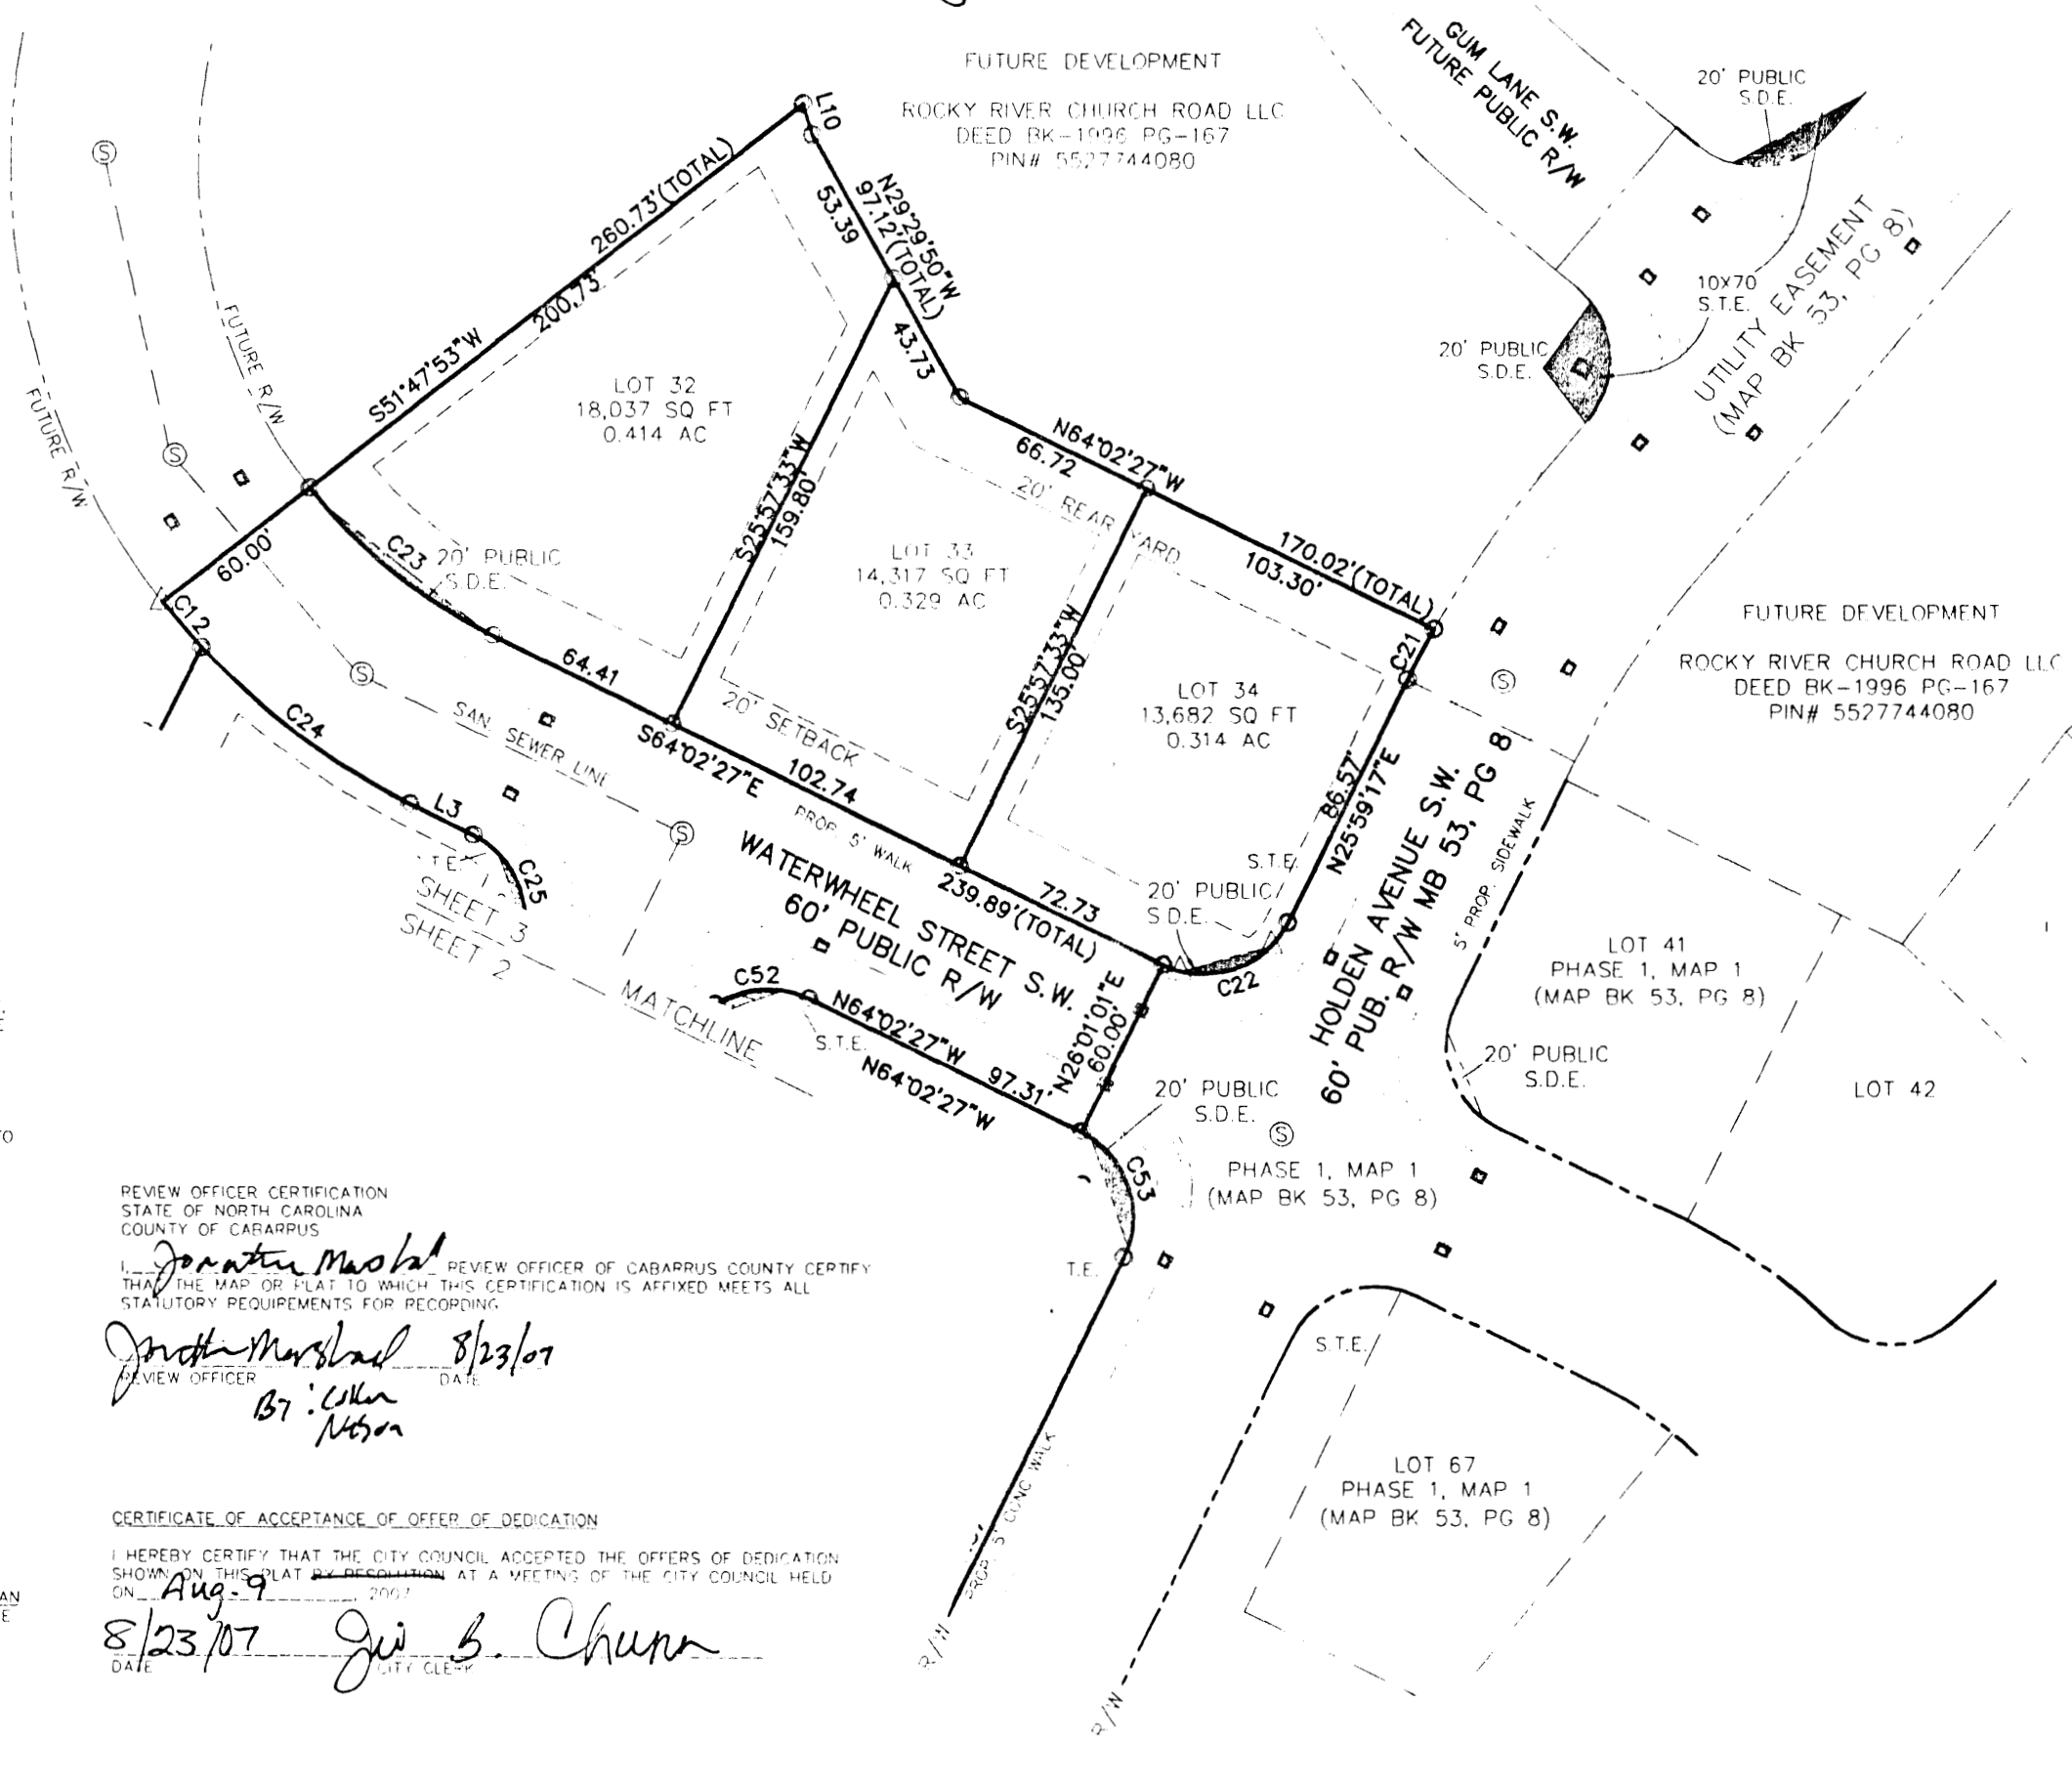 FUTURE DEVELOPMENT
ROCKY RIVER CHURCH ROAD LLC
DEED BK-1996 PG-167
PIN# 5527744080
GUM LANE S.W.
FUTURE PUBLIC R/W
20' PUBLIC
S.D.E.
UTILITY EASEMENT
(MAP BK 53, PG 8)
10X70
S.T.E.
20' PUBLIC
S.D.E.
L10
N29°29'50"W
97.12'(TOTAL)
53.39
43.73
260.73'(TOTAL)
200.73'
S51°47'53"W
60.00'
FUTURE R/W
FUTURE R/W
S
S
S
S
S
S
LOT 32
18,037 SQ FT
0.414 AC
S25°57'33"W
159.80'
C23
20' PUBLIC
S.D.E.
C12
64.41
N64°02'27"W
66.72
20' REAR YARD
170.02'(TOTAL)
103.30'
LOT 33
14,317 SQ FT
0.329 AC
S25°57'33"W
135.00'
20' SETBACK
C21
LOT 34
13,682 SQ FT
0.314 AC
86.57'
N25°59'17"E
FUTURE DEVELOPMENT
ROCKY RIVER CHURCH ROAD LLC
DEED BK-1996 PG-167
PIN# 5527744080
C24
SAN. SEWER LINE
S64°02'27"E
102.74
PROP. 5' WALK
L3
C25
SHEET 3
SHEET 2
MATCHLINE
WATERWHEEL STREET S.W.
60' PUBLIC R/W
239.89'(TOTAL)
72.73
S.T.E.
20' PUBLIC
S.D.E.
C22
HOLDEN AVENUE S.W.
60' PUB. R/W MB 53, PG 8
5' PROP. SIDEWALK
LOT 41
PHASE 1, MAP 1
(MAP BK 53, PG 8)
20' PUBLIC
S.D.E.
LOT 42
C52
S.T.E.
N64°02'27"W
97.31'
N64°02'27"W
N26°01'01"E
60.00'
20' PUBLIC
S.D.E.
C53
PHASE 1, MAP 1
(MAP BK 53, PG 8)
T.E.
S.T.E.
LOT 67
PHASE 1, MAP 1
(MAP BK 53, PG 8)
PROP. 5' CONC WALK
R/W
R/W
REVIEW OFFICER CERTIFICATION
STATE OF NORTH CAROLINA
COUNTY OF CABARRUS
I, Jonathan Marshall REVIEW OFFICER OF CABARRUS COUNTY CERTIFY
THAT THE MAP OR PLAT TO WHICH THIS CERTIFICATION IS AFFIXED MEETS ALL
STATUTORY REQUIREMENTS FOR RECORDING
Jonathan Marshall 8/23/07
REVIEW OFFICER DATE
By:
CERTIFICATE OF ACCEPTANCE OF OFFER OF DEDICATION
I HEREBY CERTIFY THAT THE CITY COUNCIL ACCEPTED THE OFFERS OF DEDICATION
SHOWN ON THIS PLAT BY RESOLUTION AT A MEETING OF THE CITY COUNCIL HELD
ON Aug. 9, 2007
8/23/07
DATE CITY CLERK